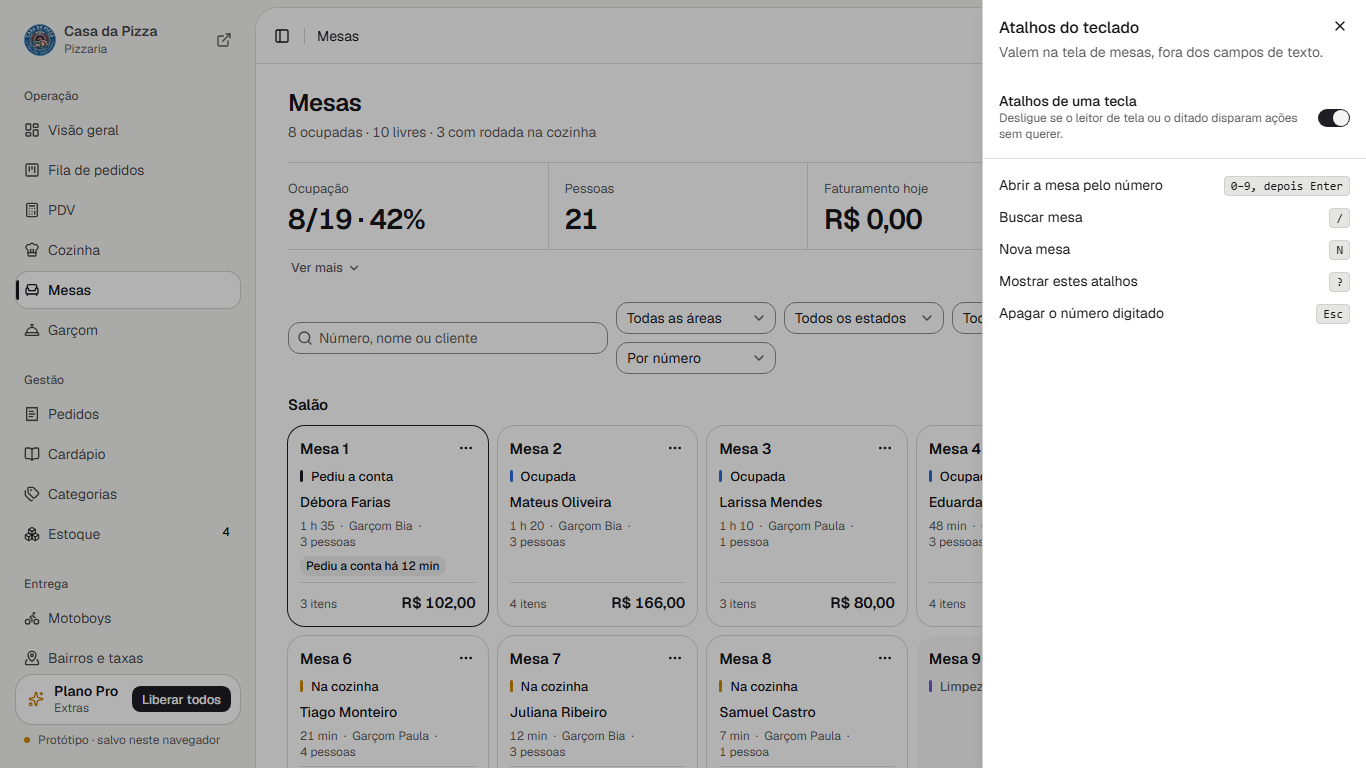 Casa da Pizza
Pizzaria
Operação
Visão geral
Fila de pedidos
PDV
Cozinha
Mesas
Garçom
Gestão
Pedidos
Cardápio
Categorias
Estoque
4
Entrega
Motoboys
Bairros e taxas
Plano Pro
Extras
Liberar todos
Protótipo · salvo neste navegador
Mesas
Mesas
8 ocupadas · 10 livres · 3 com rodada na cozinha
Ocupação
8/19 · 42%
Pessoas
21
Faturamento hoje
R$ 0,00
Ver mais
Número, nome ou cliente
Todas as áreas
Todos os estados
Por número
Salão
Mesa 1
Pediu a conta
Débora Farias
1 h 35 · Garçom Bia ·
3 pessoas
Pediu a conta há 12 min
3 itens
R$ 102,00
Mesa 2
Ocupada
Mateus Oliveira
1 h 20 · Garçom Bia ·
3 pessoas
4 itens
R$ 166,00
Mesa 3
Ocupada
Larissa Mendes
1 h 10 · Garçom Paula ·
1 pessoa
3 itens
R$ 80,00
Mesa 4
Eduarda
48 min ·
3 pessoas
4 itens
Mesa 6
Na cozinha
Tiago Monteiro
21 min · Garçom Paula ·
4 pessoas
Mesa 7
Na cozinha
Juliana Ribeiro
12 min · Garçom Bia ·
3 pessoas
Mesa 8
Na cozinha
Samuel Castro
7 min · Garçom Paula ·
1 pessoa
Mesa 9
Atalhos do teclado
Valem na tela de mesas, fora dos campos de texto.
Atalhos de uma tecla
Desligue se o leitor de tela ou o ditado disparam ações
sem querer.
Abrir a mesa pelo número
0–9, depois Enter
Buscar mesa
/
Nova mesa
N
Mostrar estes atalhos
?
Apagar o número digitado
Esc